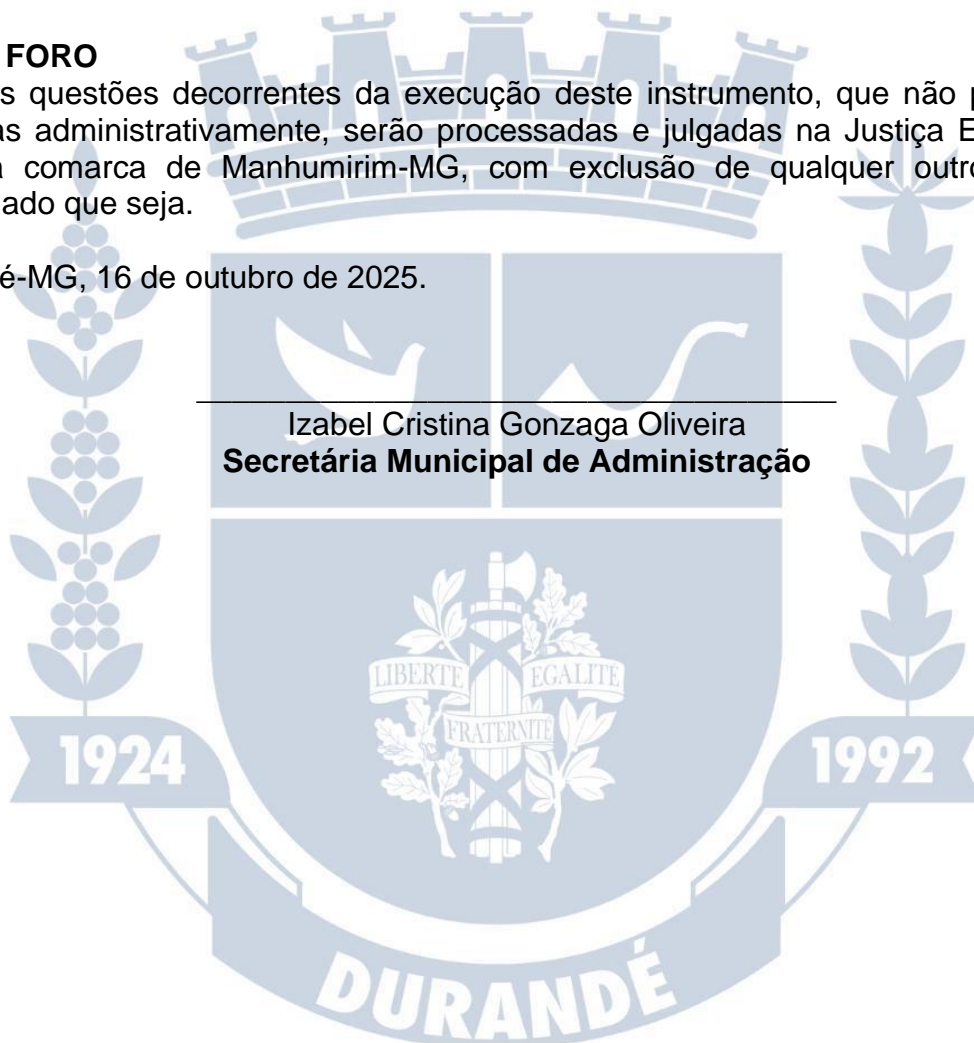 FORO
s questões decorrentes da execução deste instrumento, que não p
as administrativamente, serão processadas e julgadas na Justiça E
a comarca de Manhumirim-MG, com exclusão de qualquer outro
ado que seja.
é-MG, 16 de outubro de 2025.
Izabel Cristina Gonzaga Oliveira
Secretária Municipal de Administração
LIBERTE EGALITE
FRATERNITE
1924 1992
DURANDÉ